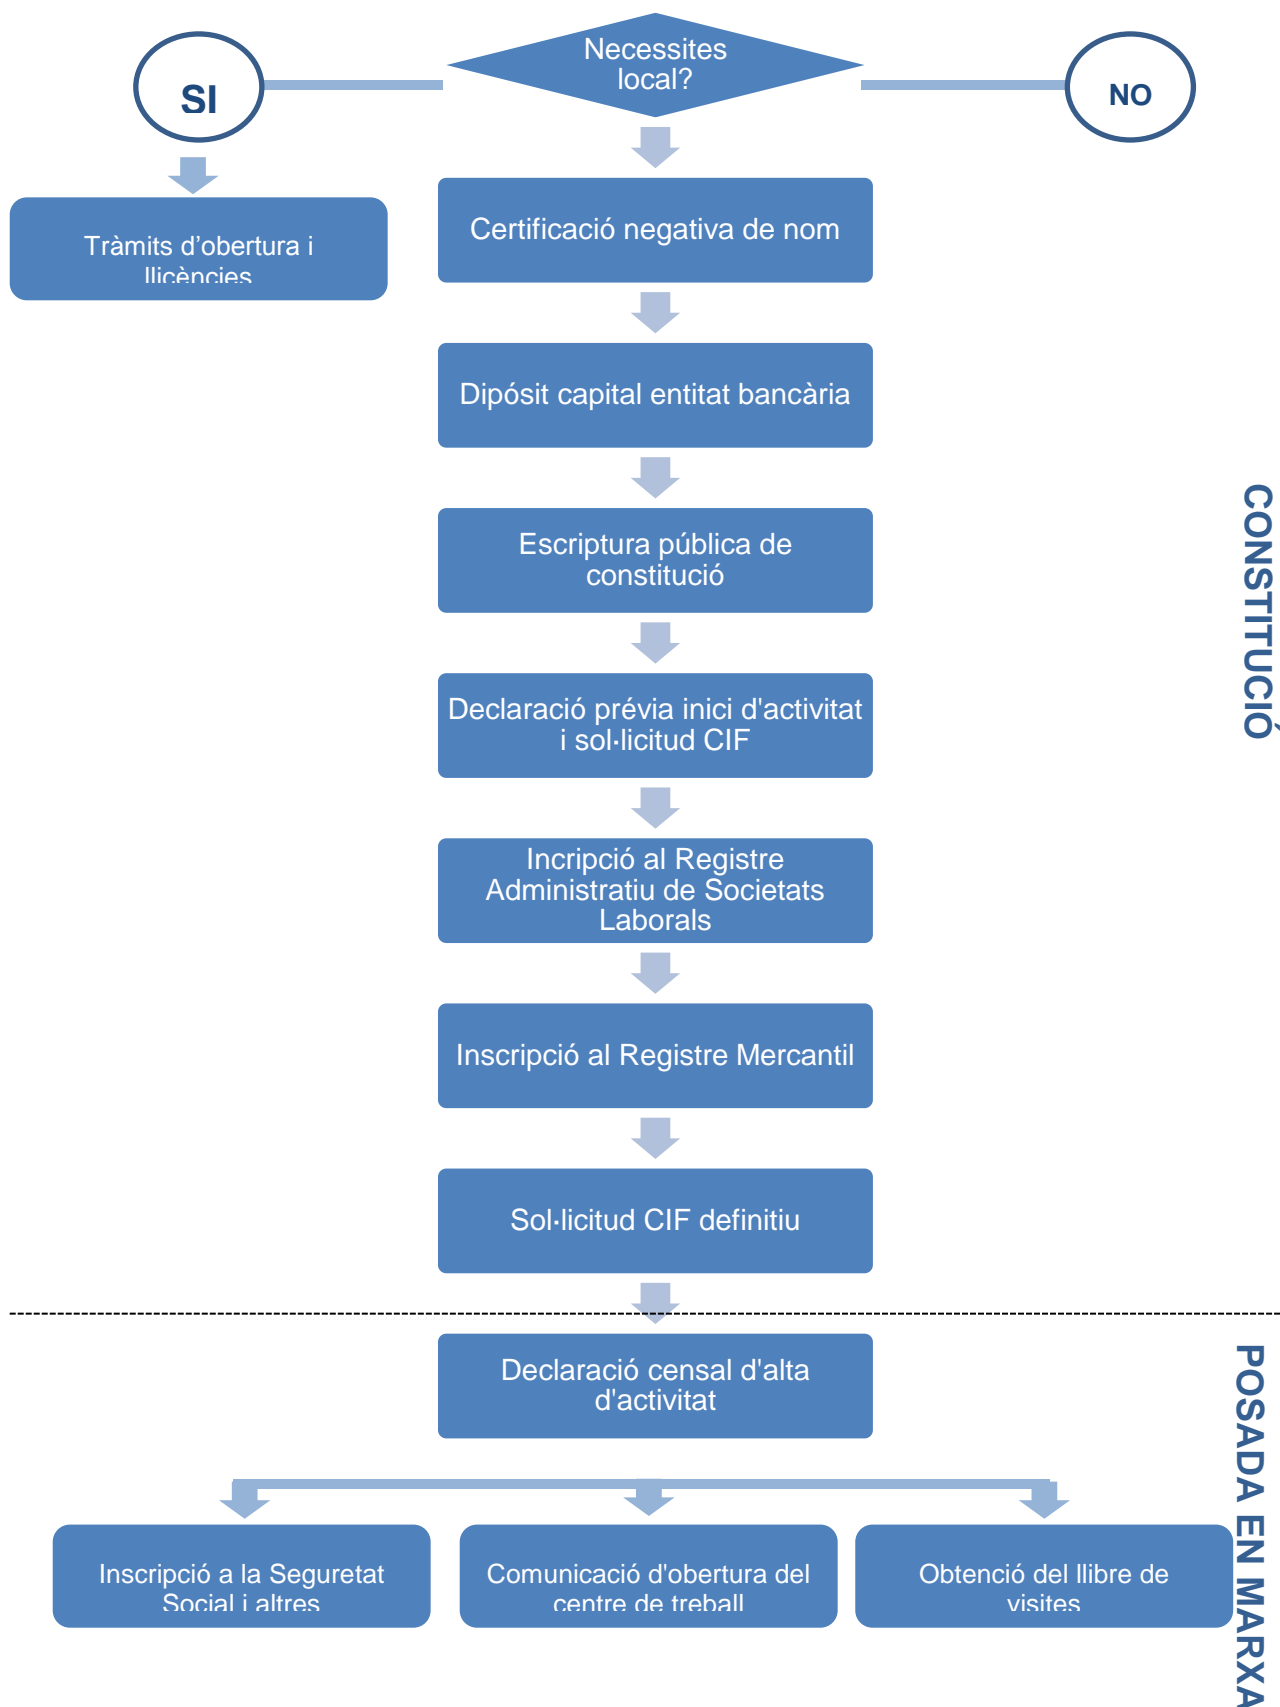 Necessites
local?
SI
NO
Certificació negativa de nom
Tràmits d’obertura i
llicències
Dipósit capital entitat bancària
Escriptura pública de
constitució
CONSTITUCIÓ
Declaració prévia inici d'activitat
i sol·licitud CIF
Incripció al Registre
Administratiu de Societats
Laborals
Inscripció al Registre Mercantil
Sol·licitud CIF definitiu
Declaració censal d'alta
d'activitat
POSADA EN MARXA
Inscripció a la Seguretat
Social i altres
Comunicació d'obertura del
centre de treball
Obtenció del llibre de
visites